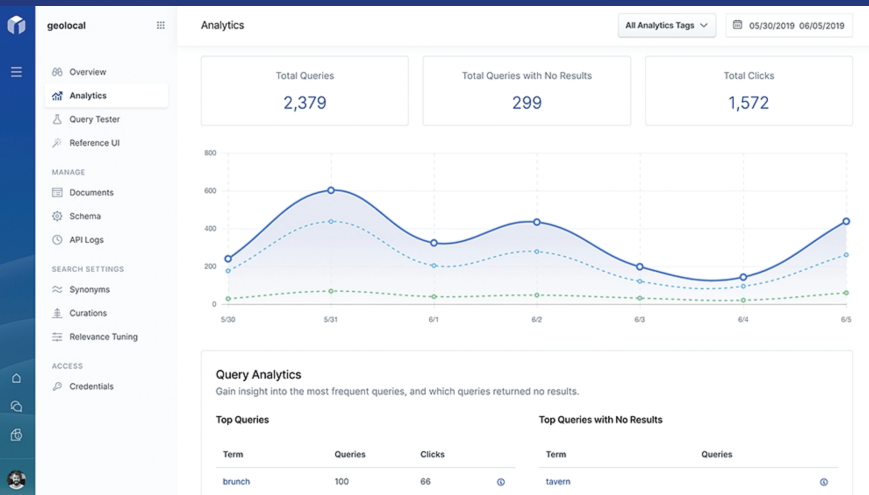 geolocal
Overview
Analytics
Query Tester
Reference UI
MANAGE
Documents
Schema
API Logs
SEARCH SETTINGS
Synonyms
Curations
Relevance Tuning
ACCESS
Credentials
Analytics
All Analytics Tags
05/30/2019 06/05/2019
Total Queries
2,379
Total Queries with No Results
299
Total Clicks
1,572
800
600
400
200
0
5/30 5/31 6/1 6/2 6/3 6/4 6/5
Query Analytics
Gain insight into the most frequent queries, and which queries returned no results.
Top Queries
Term Queries Clicks
brunch 100 66
Top Queries with No Results
Term Queries
tavern